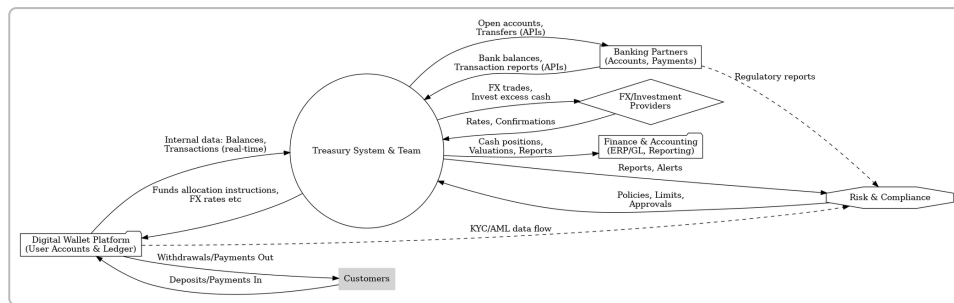 Open accounts,
Transfers (APIs)
Bank balances,
Transaction reports (APIs)
Banking Partners
(Accounts, Payments)
Regulatory reports
FX trades,
Invest excess cash
FX/Investment
Providers
Rates, Confirmations
Internal data: Balances,
Transactions (real-time)
Treasury System & Team
Cash positions,
Valuations, Reports
Finance & Accounting
(ERP/GL, Reporting)
Reports, Alerts
Funds allocation instructions,
FX rates etc
Policies, Limits,
Approvals
Risk & Compliance
KYC/AML data flow
Digital Wallet Platform
(User Accounts & Ledger)
Withdrawals/Payments Out
Customers
Deposits/Payments In